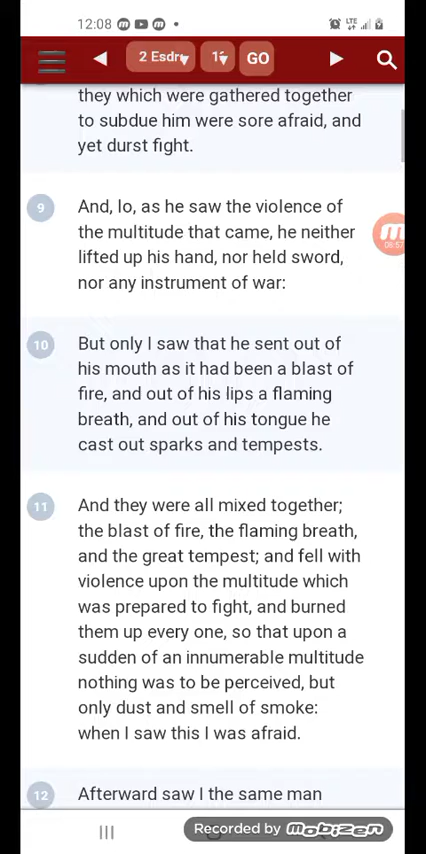 12:08
LTE
2 Esdr
GO
they which were gathered together
to subdue him were sore afraid, and
yet durst fight.
9
And, lo, as he saw the violence of
the multitude that came, he neither
lifted up his hand, nor held sword,
nor any instrument of war:
08:57
10
But only I saw that he sent out of
his mouth as it had been a blast of
fire, and out of his lips a flaming
breath, and out of his tongue he
cast out sparks and tempests.
11
And they were all mixed together;
the blast of fire, the flaming breath,
and the great tempest; and fell with
violence upon the multitude which
was prepared to fight, and burned
them up every one, so that upon a
sudden of an innumerable multitude
nothing was to be perceived, but
only dust and smell of smoke:
when I saw this I was afraid.
12
Afterward saw I the same man
Recorded by mobizen